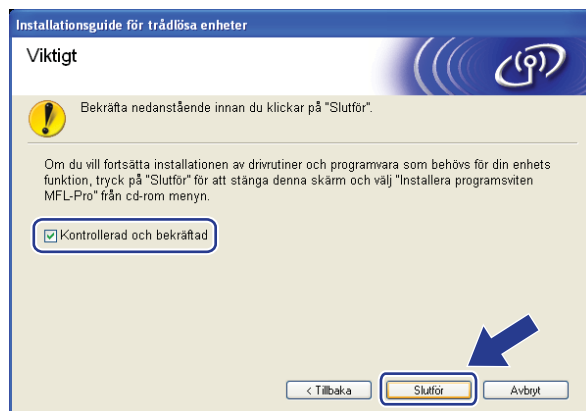 Installationsguide för trådlösa enheter
Viktigt
Bekräfta nedanstående innan du klickar på "Slutför".
Om du vill fortsätta installationen av drivrutiner och programvara som behövs för din enhets
funktion, tryck på "Slutför" för att stänga denna skärm och välj "Installera programsviten
MFL-Pro" från cd-rom menyn.
Kontrollerad och bekräftad
< Tillbaka
Slutför
Avbryt